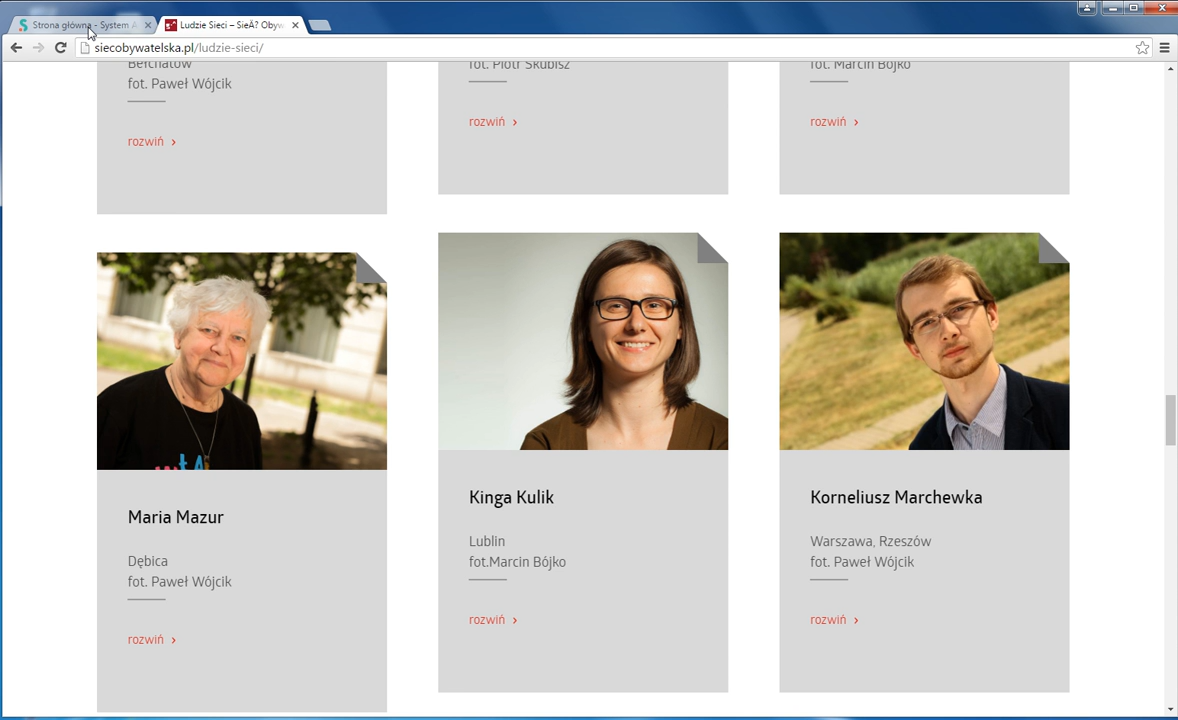 Strona główna - System A
Ludzie Sieci – SieÄ? Obyw
siecobywatelska.pl/ludzie-sieci/
Bełchatów
fot. Paweł Wójcik
rozwiń ›
fot. Piotr Skubisz
rozwiń ›
fot. Marcin Bójko
rozwiń ›
Maria Mazur
Dębica
fot. Paweł Wójcik
rozwiń ›
Kinga Kulik
Lublin
fot.Marcin Bójko
rozwiń ›
Korneliusz Marchewka
Warszawa, Rzeszów
fot. Paweł Wójcik
rozwiń ›